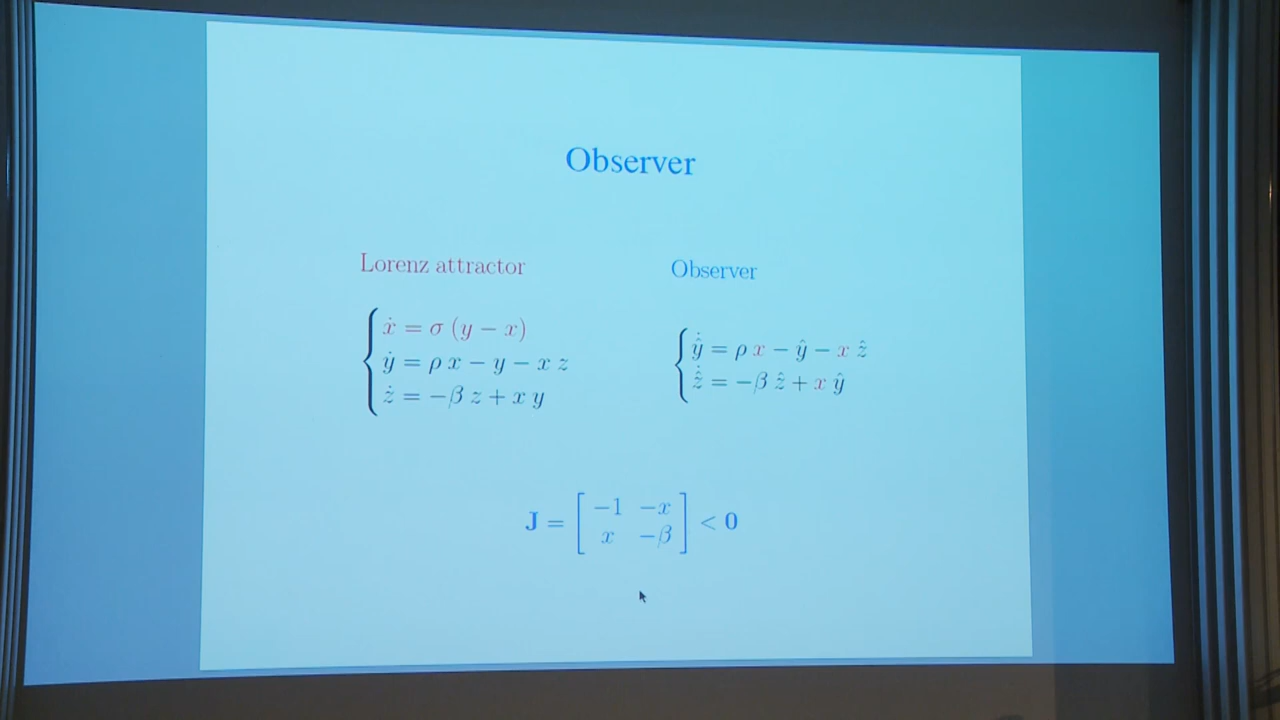 Observer
Lorenz attractor
ẋ = σ (y − x)
ẏ = ρ x − y − x z
ż = −β z + x y
Observer
ŷ̇ = ρ x − ŷ − x ẑ
ẑ̇ = −β ẑ + x ŷ
J = [ −1 −x
x −β ] < 0